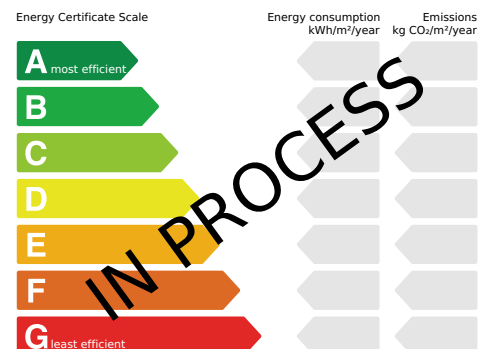 Energy Certificate Scale
Energy consumption
kWh/m²/year
Emissions
kg CO₂/m²/year
A most efficient
B
C
D
E
F
G least efficient
IN PROCESS